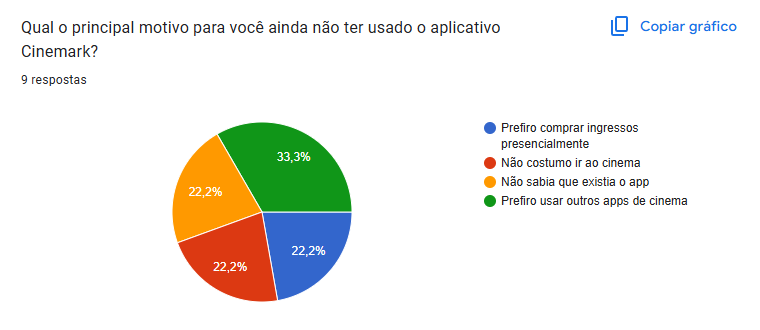 Qual o principal motivo para você ainda não ter usado o aplicativo
Cinemark?
Copiar gráfico
9 respostas
33,3%
22,2%
22,2%
22,2%
Prefiro comprar ingressos
presencialmente
Não costumo ir ao cinema
Não sabia que existia o app
Prefiro usar outros apps de cinema